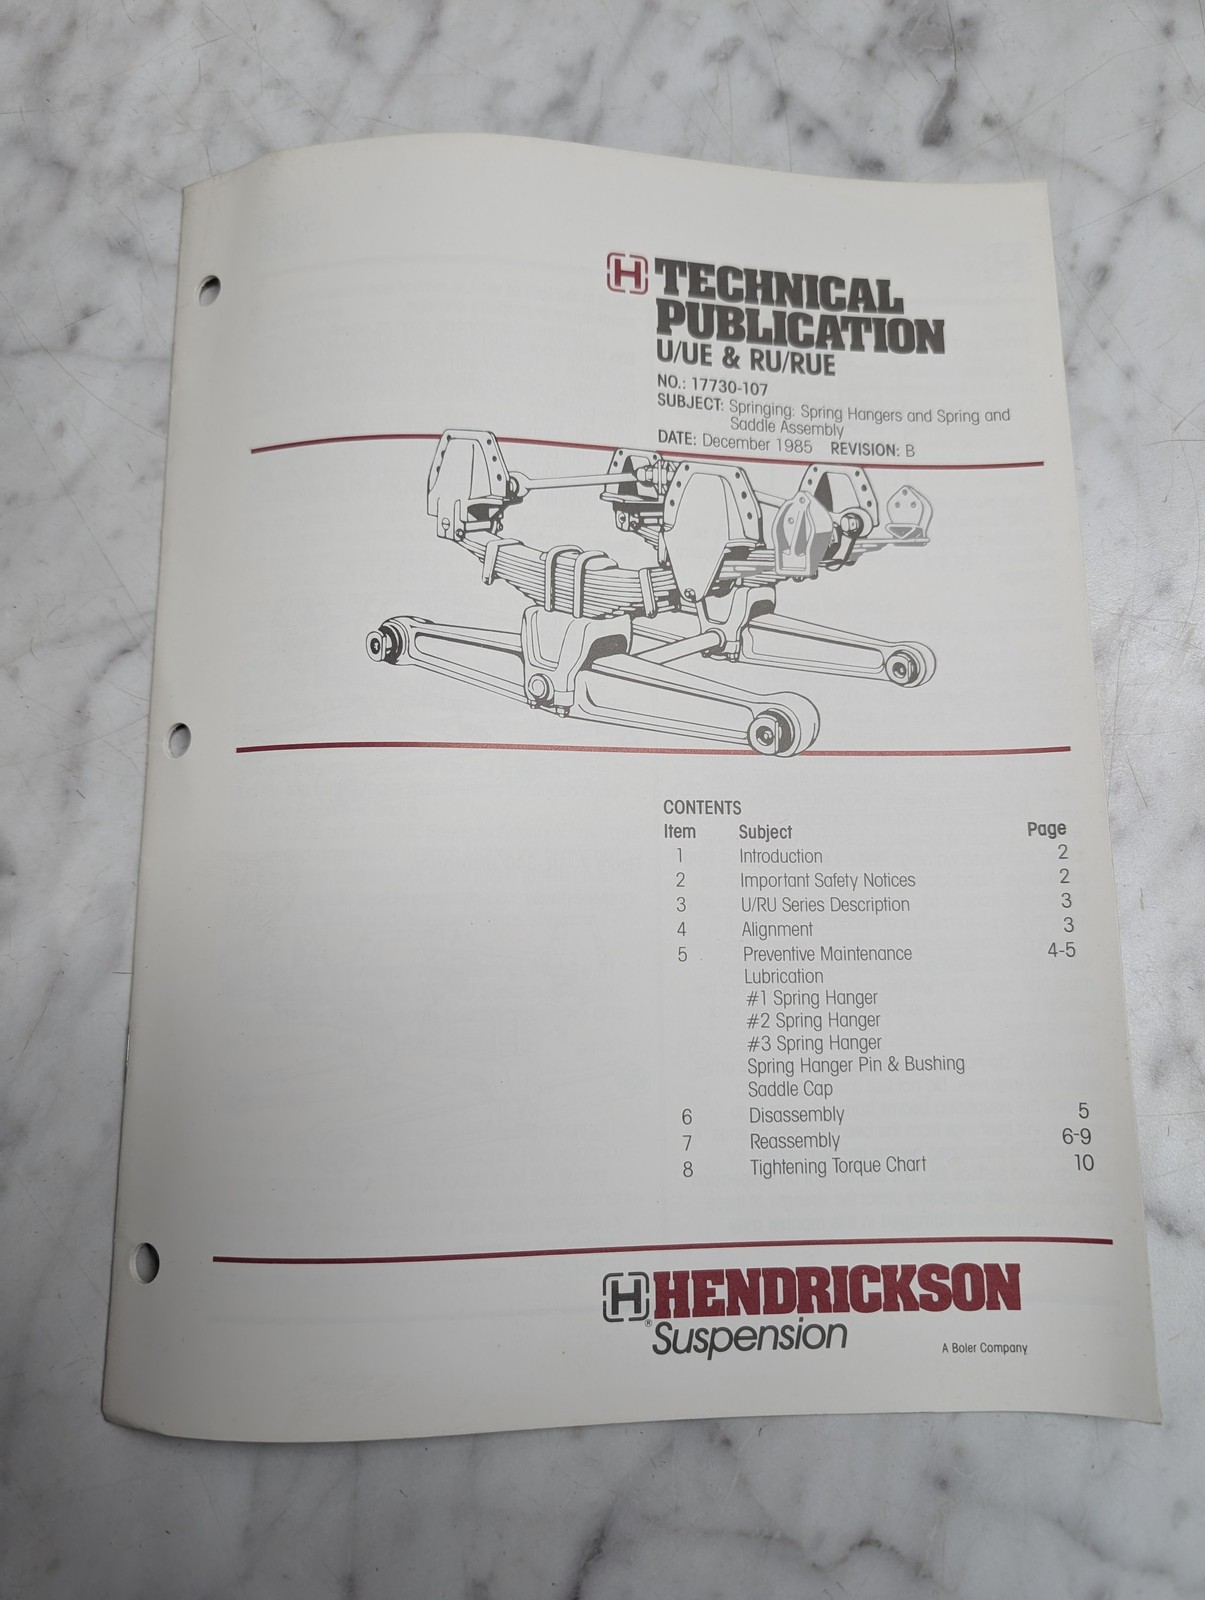 H TECHNICAL
PUBLICATION
U/UE & RU/RUE
NO.: 17730-107
SUBJECT: Springing: Spring Hangers and Spring and
Saddle Assembly
DATE: December 1985 REVISION: B
CONTENTS
Item Subject Page
1 Introduction 2
2 Important Safety Notices 2
3 U/RU Series Description 3
4 Alignment 3
5 Preventive Maintenance 4-5
Lubrication
#1 Spring Hanger
#2 Spring Hanger
#3 Spring Hanger
Spring Hanger Pin & Bushing
Saddle Cap
6 Disassembly 5
7 Reassembly 6-9
8 Tightening Torque Chart 10
H HENDRICKSON
® Suspension
A Boler Company